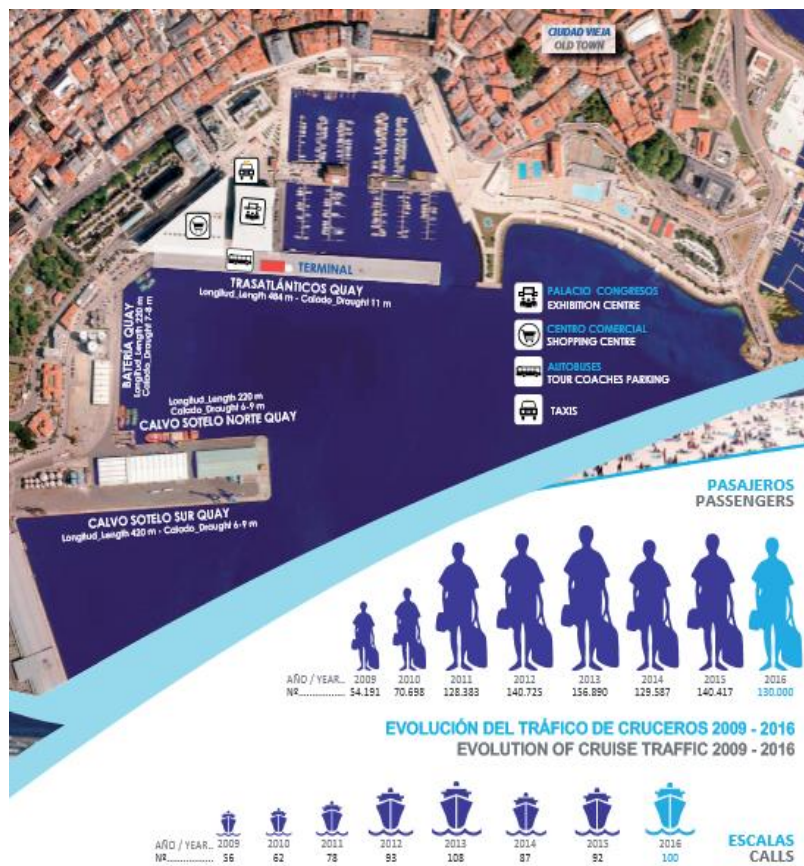 CIUDAD VIEJA
OLD TOWN
TERMINAL
TRASATLÁNTICOS QUAY
Longitud_Length 484 m - Calado_Draught 11 m
BATERÍA QUAY
Longitud_Length 220 m
Calado_Draught 7-8 m
Longitud_Length 220 m
Calado_Draught 6-9 m
CALVO SOTELO NORTE QUAY
CALVO SOTELO SUR QUAY
Longitud_Length 420 m - Calado_Draught 6-9 m
PALACIO CONGRESOS
EXHIBITION CENTRE
CENTRO COMERCIAL
SHOPPING CENTRE
AUTOBUSES
TOUR COACHES PARKING
TAXIS
PASAJEROS
PASSENGERS
AÑO / YEAR.. 2009 2010 2011 2012 2013 2014 2015 2016
Nº................ 54.191 70.698 128.383 140.725 156.890 129.587 140.417 130.000
EVOLUCIÓN DEL TRÁFICO DE CRUCEROS 2009 - 2016
EVOLUTION OF CRUISE TRAFFIC 2009 - 2016
AÑO / YEAR.. 2009 2010 2011 2012 2013 2014 2015 2016
Nº................ 56 62 78 93 108 87 92 100
ESCALAS
CALLS